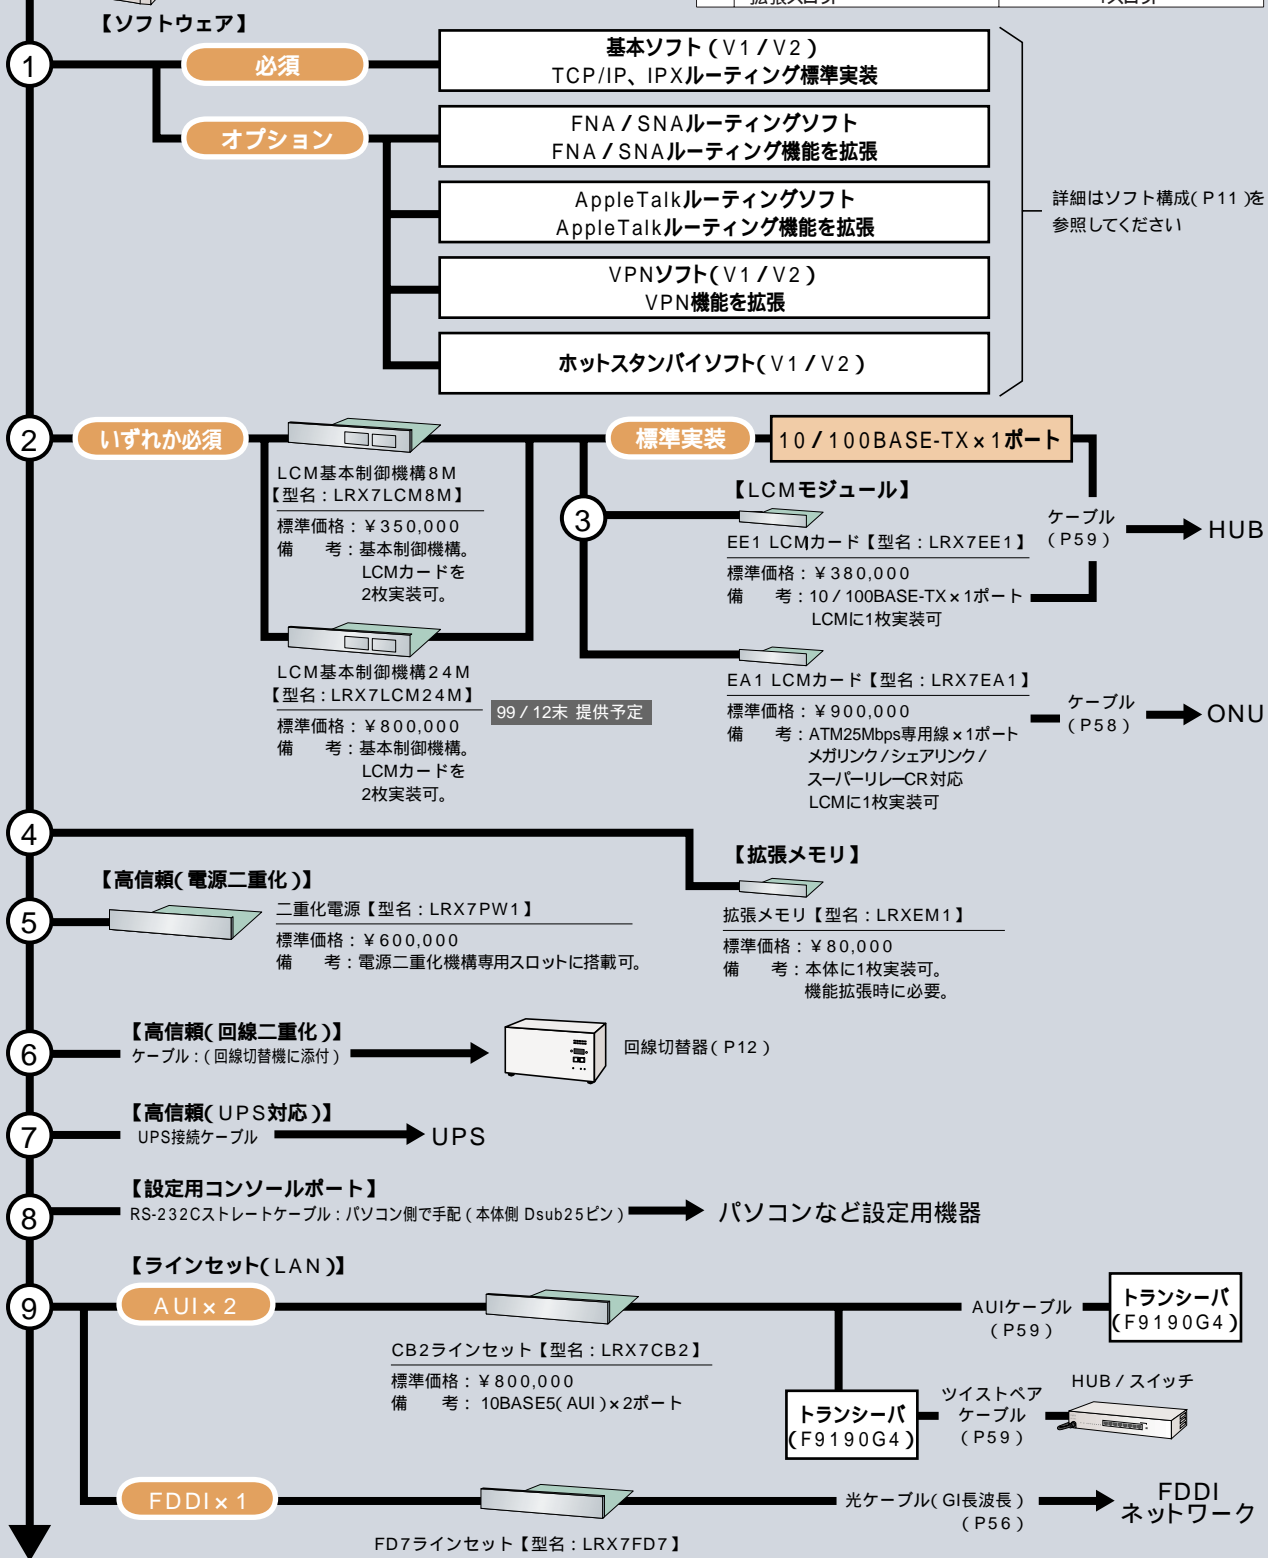 拡張スロット
1スロット
【ソフトウェア】
①
必須
基本ソフト(V1/V2)
TCP/IP、IPXルーティング標準実装
オプション
FNA/SNAルーティングソフト
FNA/SNAルーティング機能を拡張
AppleTalkルーティングソフト
AppleTalkルーティング機能を拡張
VPNソフト(V1/V2)
VPN機能を拡張
ホットスタンバイソフト(V1/V2)
詳細はソフト構成(P11)を
参照してください
②
いずれか必須
LCM基本制御機構8M
【型名:LRX7LCM8M】
標準価格:¥350,000
備 考:基本制御機構。
LCMカードを
2枚実装可。
LCM基本制御機構24M
【型名:LRX7LCM24M】
99/12末 提供予定
標準価格:¥800,000
備 考:基本制御機構。
LCMカードを
2枚実装可。
標準実装
10/100BASE-TX×1ポート
③
【LCMモジュール】
EE1 LCMカード【型名:LRX7EE1】
標準価格:¥380,000
備 考:10/100BASE-TX×1ポート
LCMに1枚実装可
ケーブル
(P59)
HUB
EA1 LCMカード【型名:LRX7EA1】
標準価格:¥900,000
備 考:ATM25Mbps専用線×1ポート
メガリンク/シェアリンク/
スーパーリレーCR対応
LCMに1枚実装可
ケーブル
(P58)
ONU
④
【拡張メモリ】
拡張メモリ【型名:LRXEM1】
標準価格:¥80,000
備 考:本体に1枚実装可。
機能拡張時に必要。
【高信頼(電源二重化)】
⑤
二重化電源【型名:LRX7PW1】
標準価格:¥600,000
備 考:電源二重化機構専用スロットに搭載可。
【高信頼(回線二重化)】
⑥
ケーブル:(回線切替機に添付)
回線切替器(P12)
【高信頼(UPS対応)】
⑦
UPS接続ケーブル
UPS
【設定用コンソールポート】
⑧
RS-232Cストレートケーブル:パソコン側で手配(本体側 Dsub25ピン)
パソコンなど設定用機器
【ラインセット(LAN)】
⑨
AUI×2
CB2ラインセット【型名:LRX7CB2】
標準価格:¥800,000
備 考:10BASE5(AUI)×2ポート
AUIケーブル
(P59)
トランシーバ
(F9190G4)
トランシーバ
(F9190G4)
ツイストペア
ケーブル
(P59)
HUB/スイッチ
FDDI×1
FD7ラインセット【型名:LRX7FD7】
光ケーブル(GI長波長)
(P56)
FDDI
ネットワーク